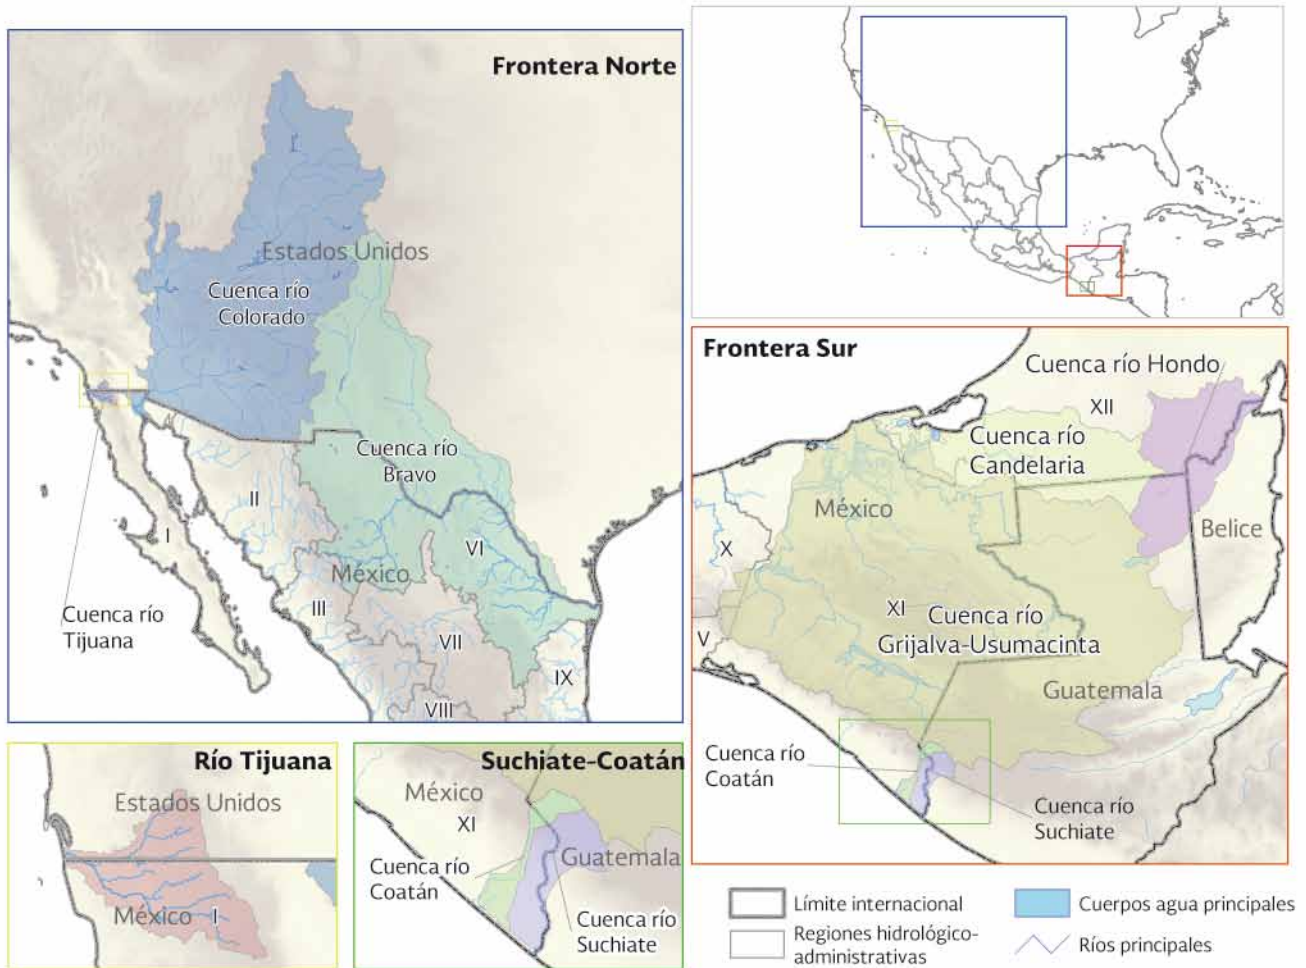 Frontera Norte
Estados Unidos
Cuenca río
Colorado
Cuenca río
Bravo
II
I
VI
México
III
VII
IX
VIII
Cuenca río
Tijuana
Frontera Sur
Cuenca río Hondo
XII
Cuenca río
Candelaria
México
Belice
X
XI
Cuenca río
Grijalva-Usumacinta
V
Guatemala
Cuenca río
Coatán
Cuenca río
Suchiate
Río Tijuana
Estados Unidos
México
I
Suchiate-Coatán
México
XI
Cuenca río
Coatán
Guatemala
Cuenca río
Suchiate
Límite internacional
Regiones hidrológico-
administrativas
Cuerpos agua principales
Ríos principales